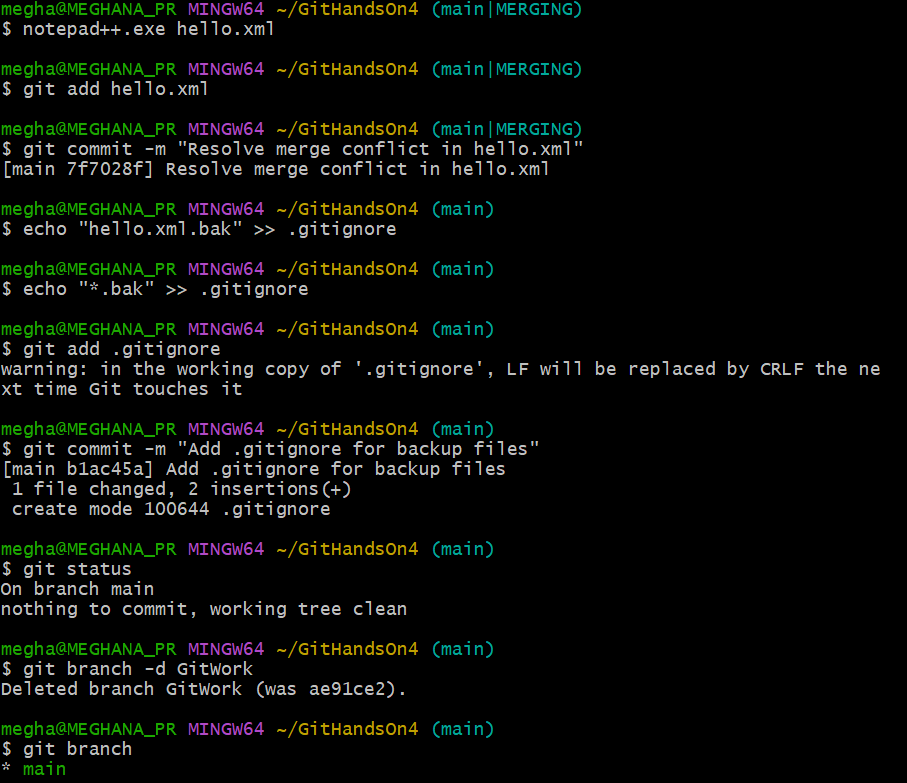 megha@MEGHANA_PR MINGW64 ~/GitHandsOn4 (main|MERGING)
$ notepad++.exe hello.xml
megha@MEGHANA_PR MINGW64 ~/GitHandsOn4 (main|MERGING)
$ git add hello.xml
megha@MEGHANA_PR MINGW64 ~/GitHandsOn4 (main|MERGING)
$ git commit -m "Resolve merge conflict in hello.xml"
[main 7f7028f] Resolve merge conflict in hello.xml
megha@MEGHANA_PR MINGW64 ~/GitHandsOn4 (main)
$ echo "hello.xml.bak" >> .gitignore
megha@MEGHANA_PR MINGW64 ~/GitHandsOn4 (main)
$ echo "*.bak" >> .gitignore
megha@MEGHANA_PR MINGW64 ~/GitHandsOn4 (main)
$ git add .gitignore
warning: in the working copy of '.gitignore', LF will be replaced by CRLF the ne
xt time Git touches it
megha@MEGHANA_PR MINGW64 ~/GitHandsOn4 (main)
$ git commit -m "Add .gitignore for backup files"
[main b1ac45a] Add .gitignore for backup files
 1 file changed, 2 insertions(+)
 create mode 100644 .gitignore
megha@MEGHANA_PR MINGW64 ~/GitHandsOn4 (main)
$ git status
On branch main
nothing to commit, working tree clean
megha@MEGHANA_PR MINGW64 ~/GitHandsOn4 (main)
$ git branch -d GitWork
Deleted branch GitWork (was ae91ce2).
megha@MEGHANA_PR MINGW64 ~/GitHandsOn4 (main)
$ git branch
* main